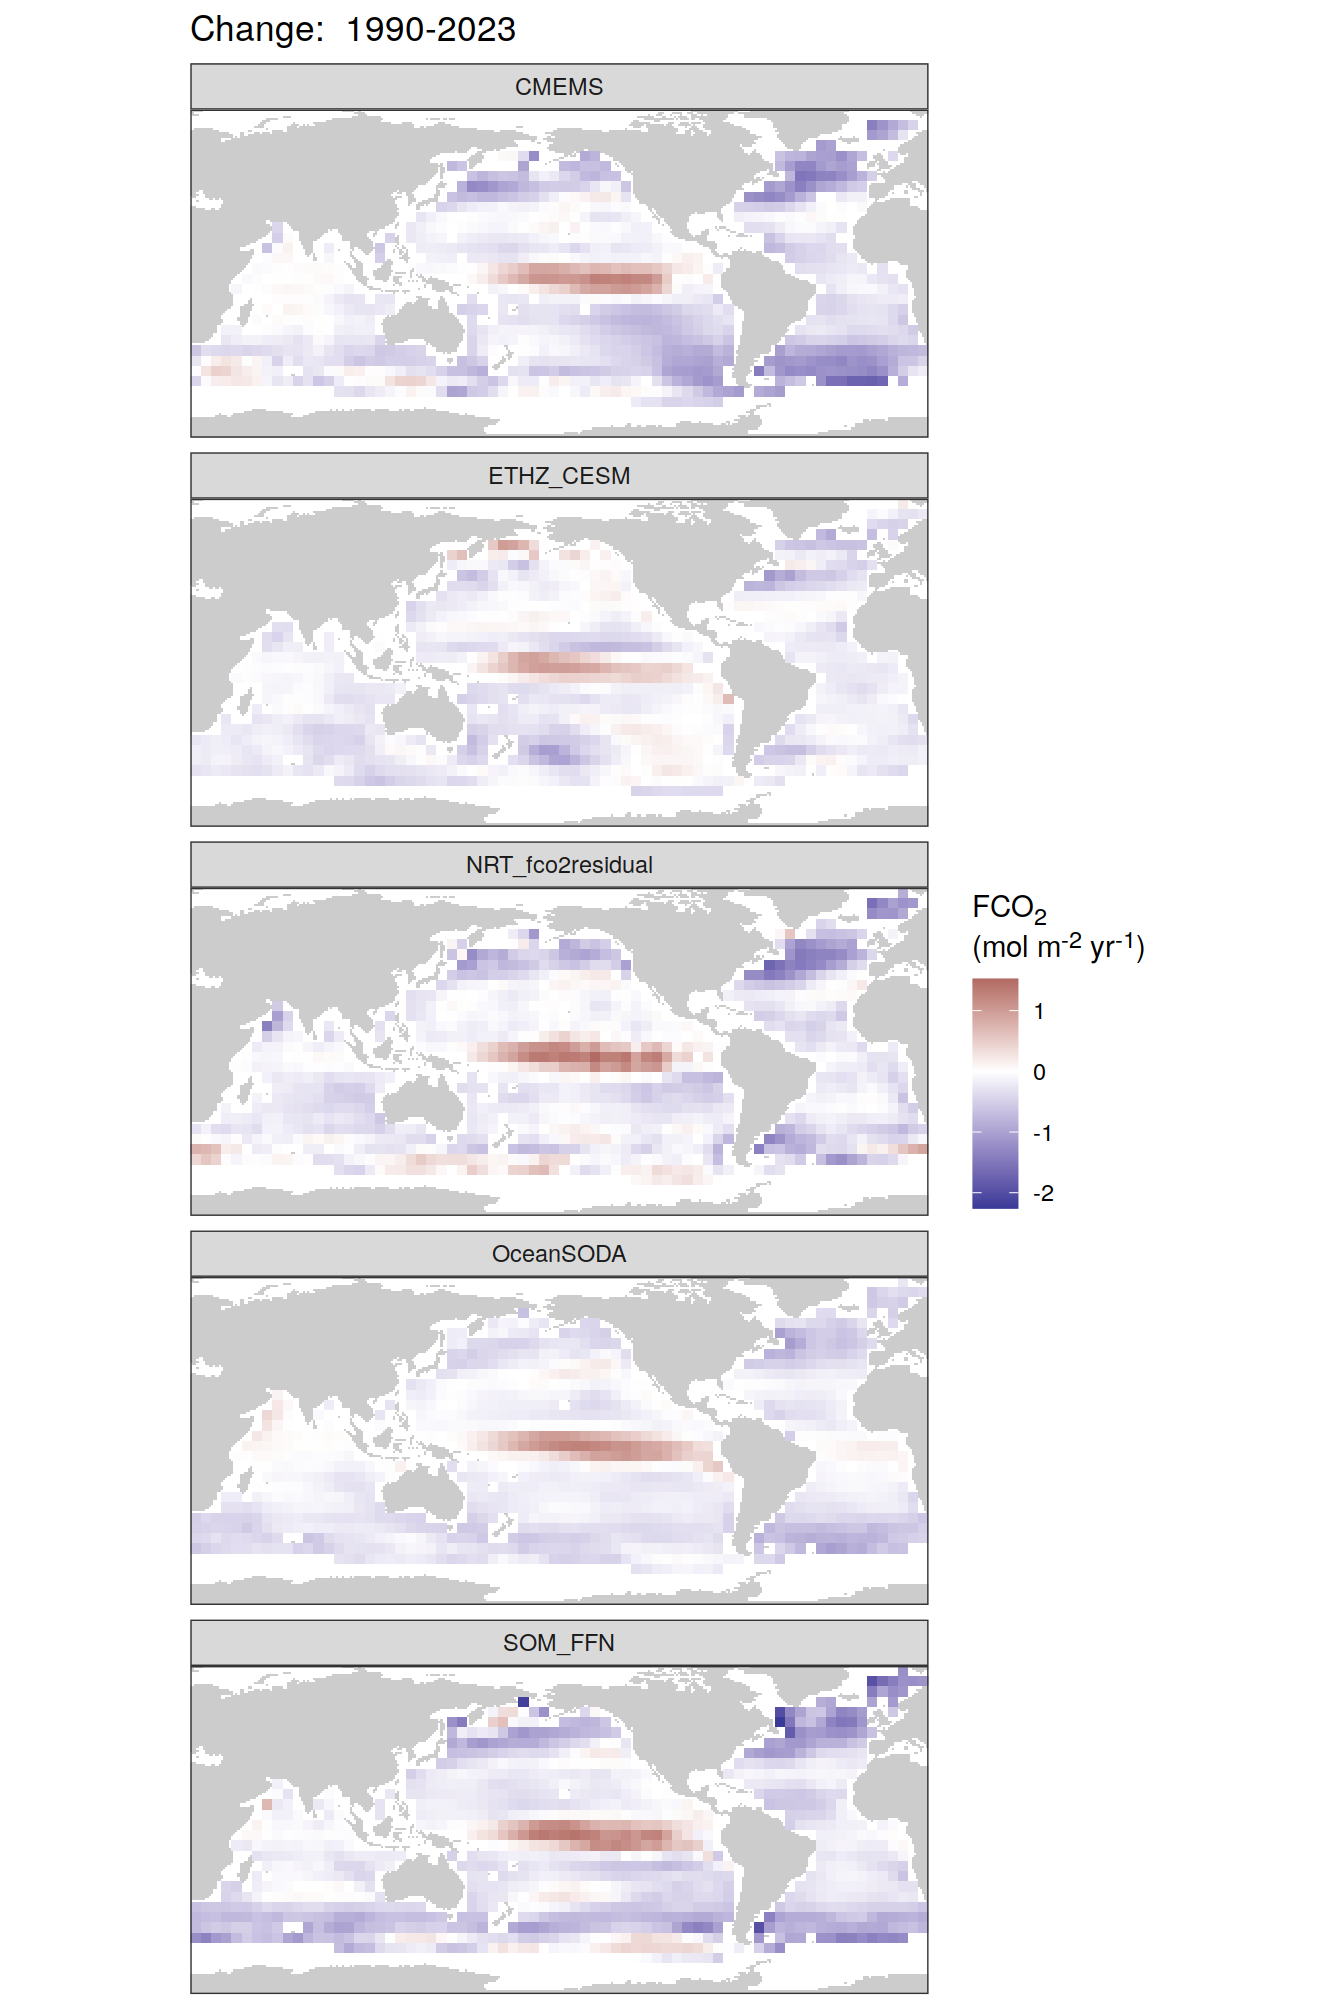 Change:  1990-2023
CMEMS
ETHZ_CESM
NRT_fco2residual
FCO₂
(mol m⁻² yr⁻¹)
1
0
-1
-2
OceanSODA
SOM_FFN